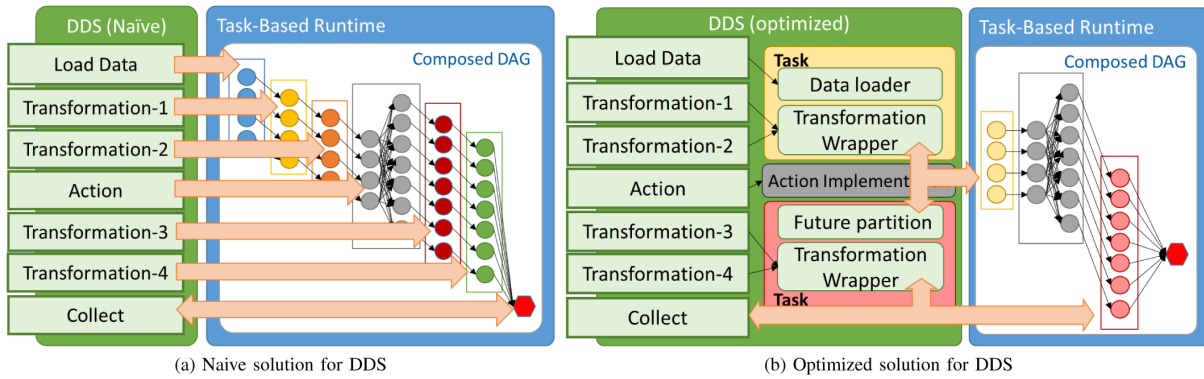 DDS (Naïve)
Task-Based Runtime
Composed DAG
Load Data
Transformation-1
Transformation-2
Action
Transformation-3
Transformation-4
Collect
(a) Naive solution for DDS
DDS (optimized)
Task-Based Runtime
Composed DAG
Load Data
Transformation-1
Transformation-2
Action
Transformation-3
Transformation-4
Collect
Task
Data loader
Transformation
Wrapper
Action Implement
Future partition
Transformation
Wrapper
Task
(b) Optimized solution for DDS